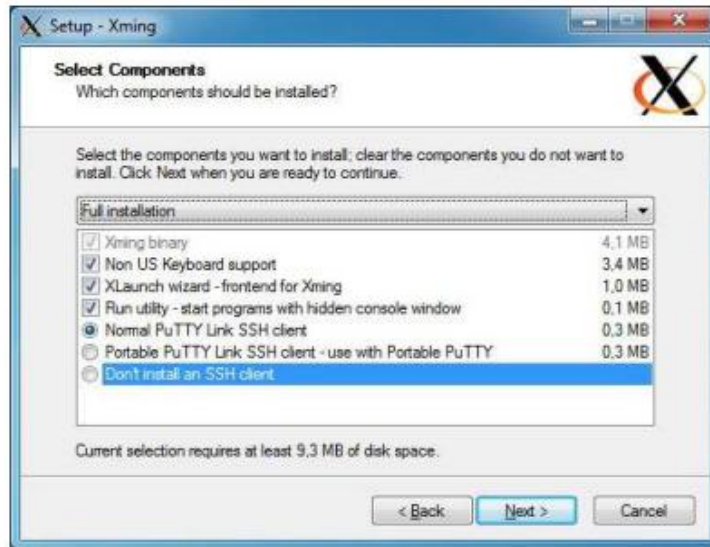 Setup - Xming
Select Components
Which components should be installed?
Select the components you want to install; clear the components you do not want to
install. Click Next when you are ready to continue.
Full installation
Xming binary 4,1 MB
Non US Keyboard support 3,4 MB
XLaunch wizard - frontend for Xming 1,0 MB
Run utility - start programs with hidden console window 0,1 MB
Normal PuTTY Link SSH client 0,3 MB
Portable PuTTY Link SSH client - use with Portable PuTTY 0,3 MB
Don't install an SSH client
Current selection requires at least 9,3 MB of disk space.
< Back Next > Cancel